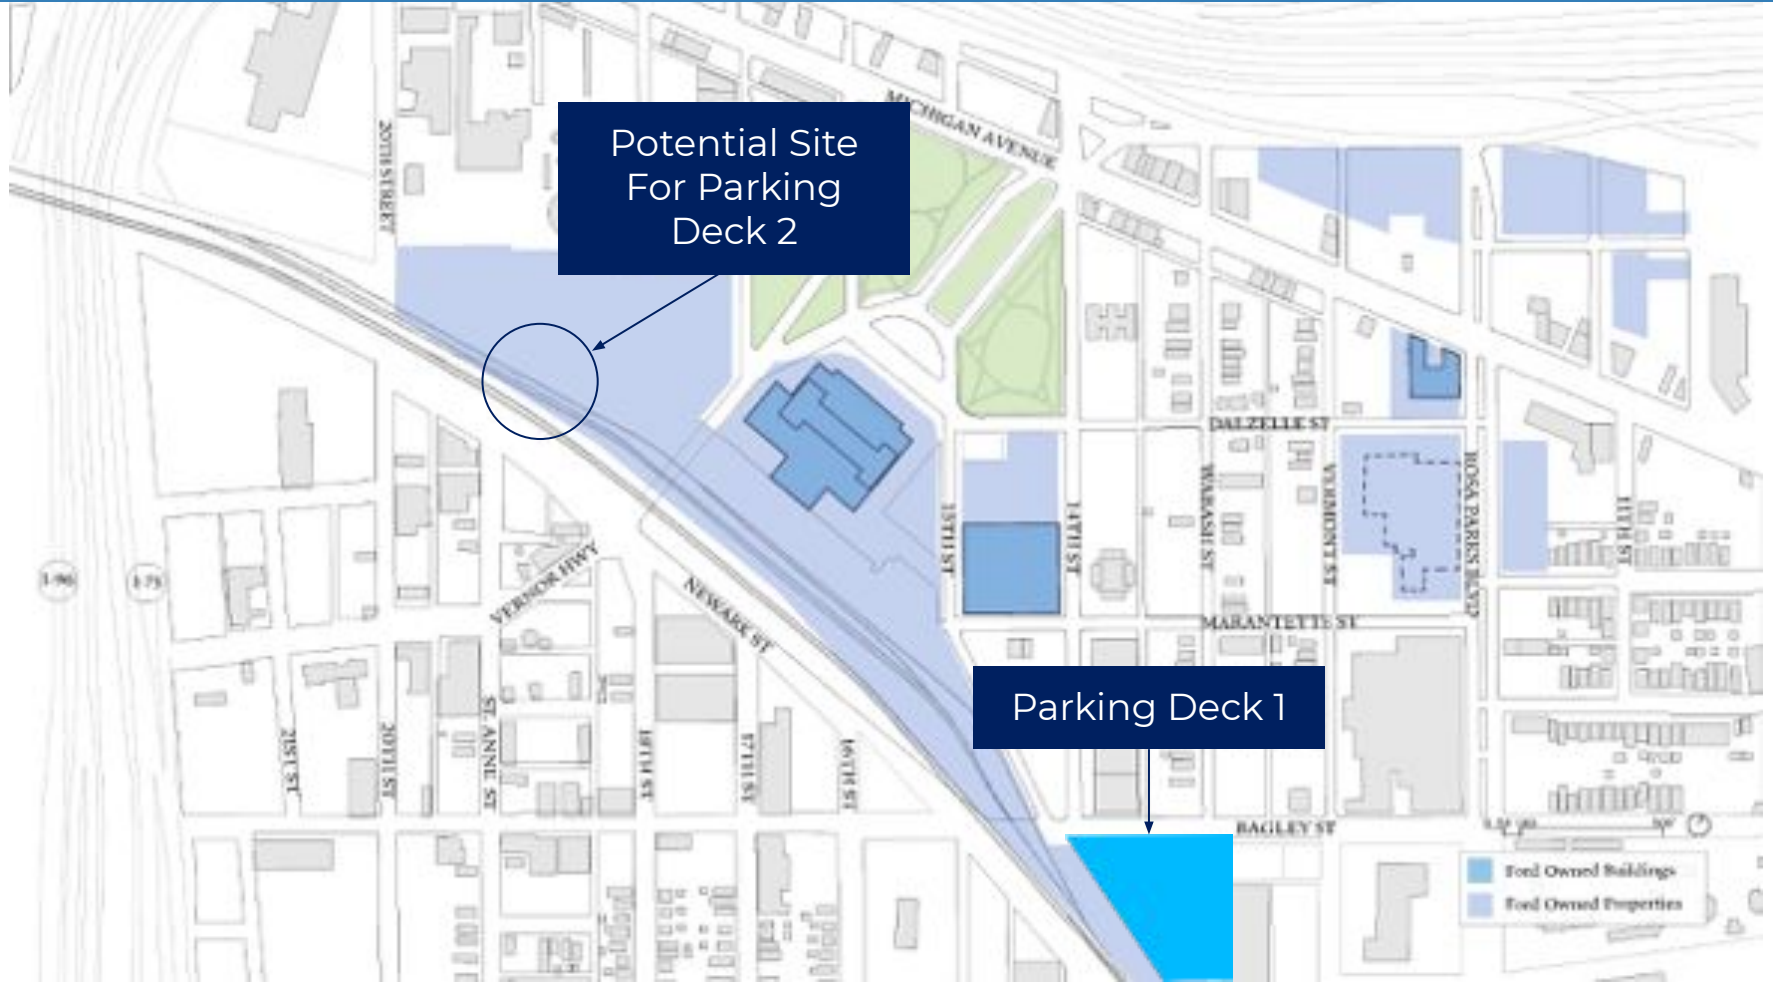 MICHIGAN AVENUE
Potential Site
For Parking
Deck 2
20TH STREET
DALZELLE ST
15TH ST
14TH ST
WABASH ST
VERMONT ST
ROSA PARKS BLVD
11TH ST
I-96
I-75
VERNOR HWY
NEWARK ST
MARANTETTE ST
Parking Deck 1
21ST ST
20TH ST
ST. ANNE ST
18TH ST
17TH ST
16TH ST
BAGLEY ST
Ford Owned Buildings
Ford Owned Properties